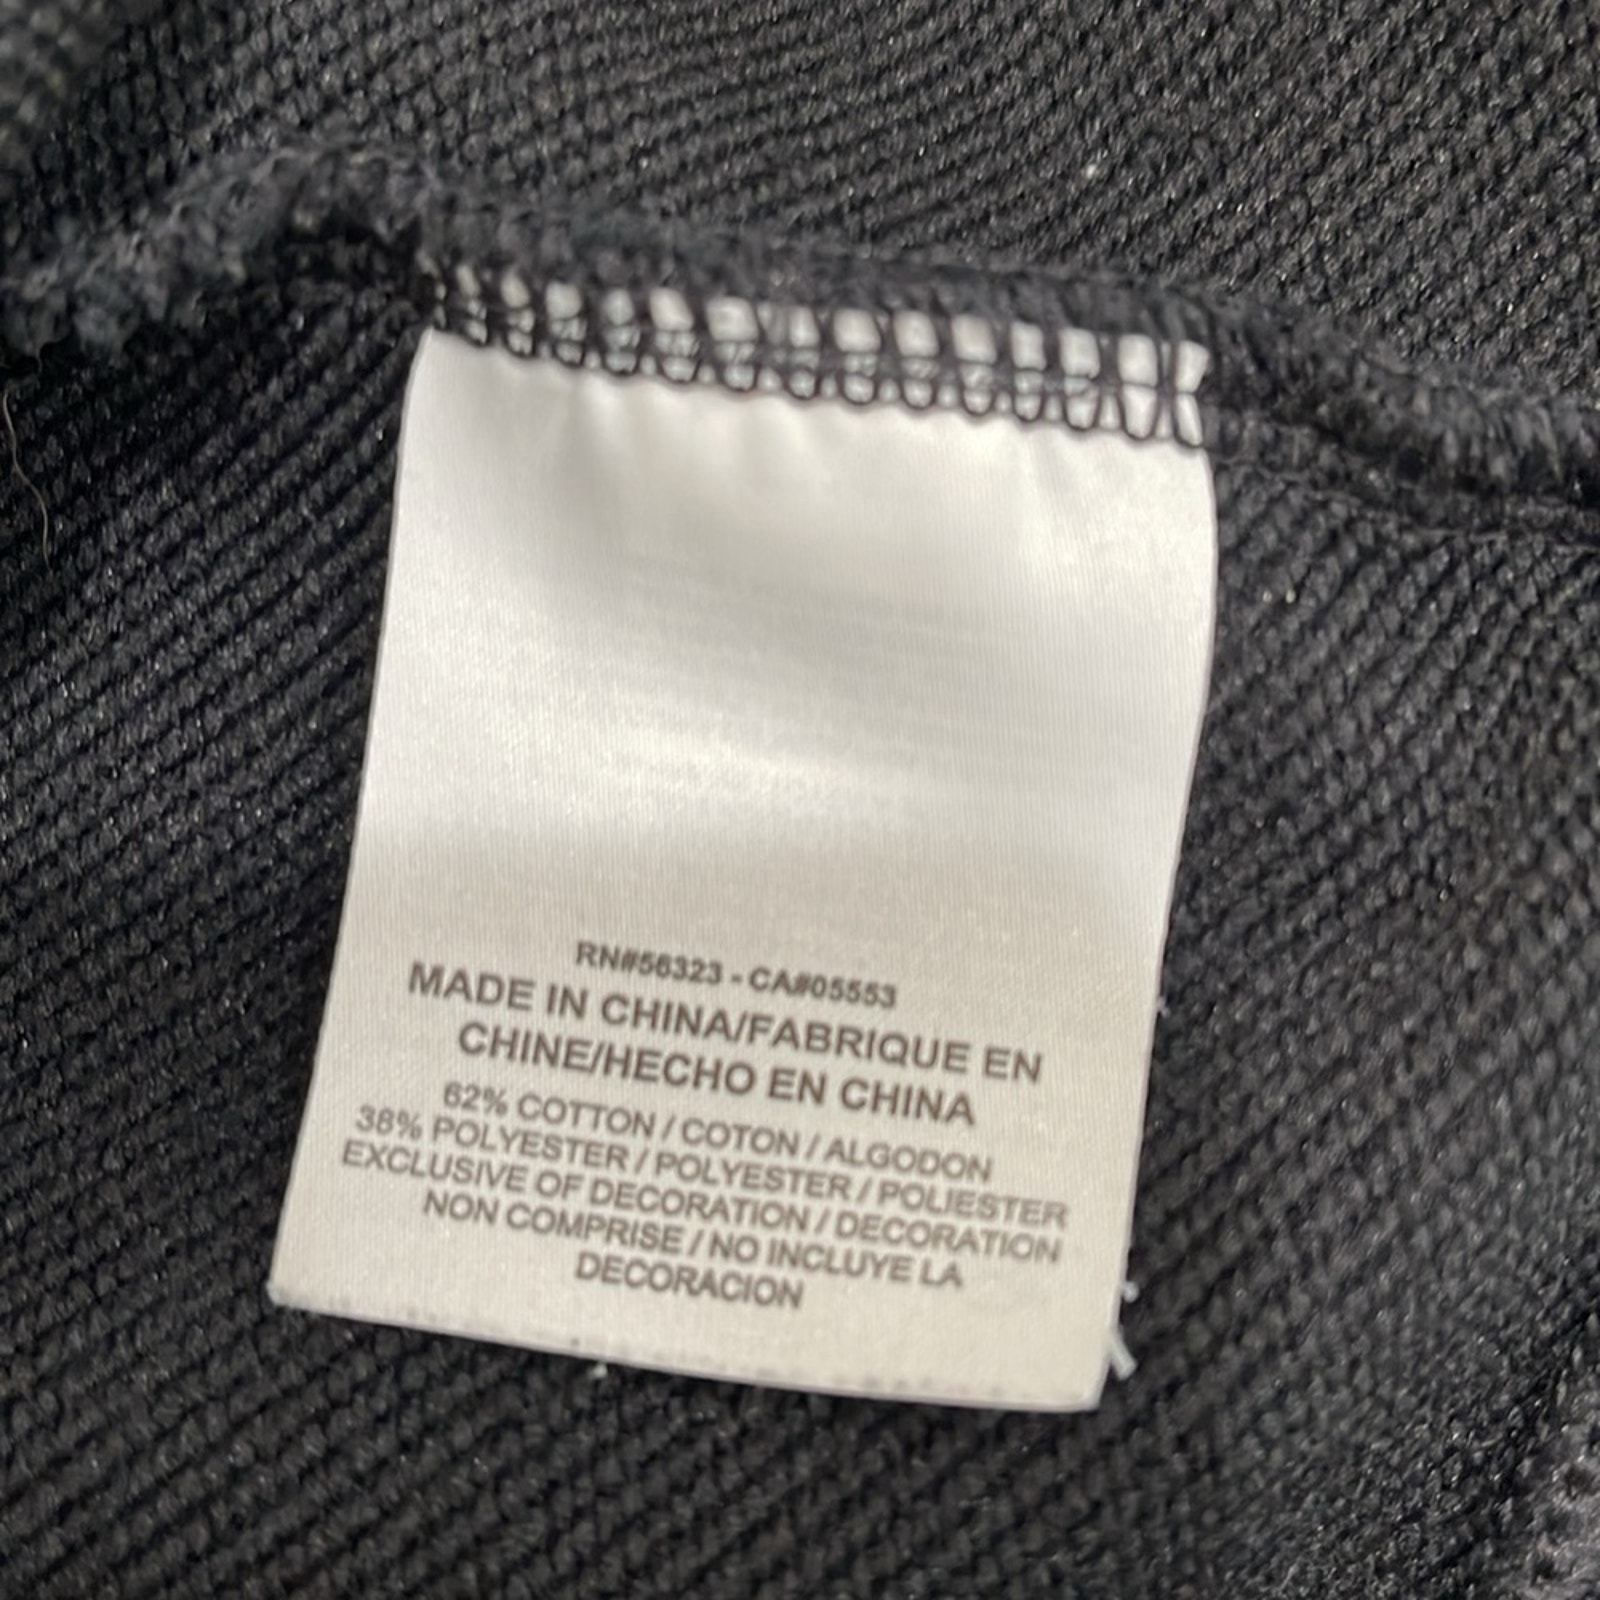 RN#56323 - CA#05553
MADE IN CHINA/FABRIQUE EN
CHINE/HECHO EN CHINA
62% COTTON / COTON / ALGODON
38% POLYESTER / POLYESTER / POLIESTER
EXCLUSIVE OF DECORATION / DECORATION
NON COMPRISE / NO INCLUYE LA
DECORACION